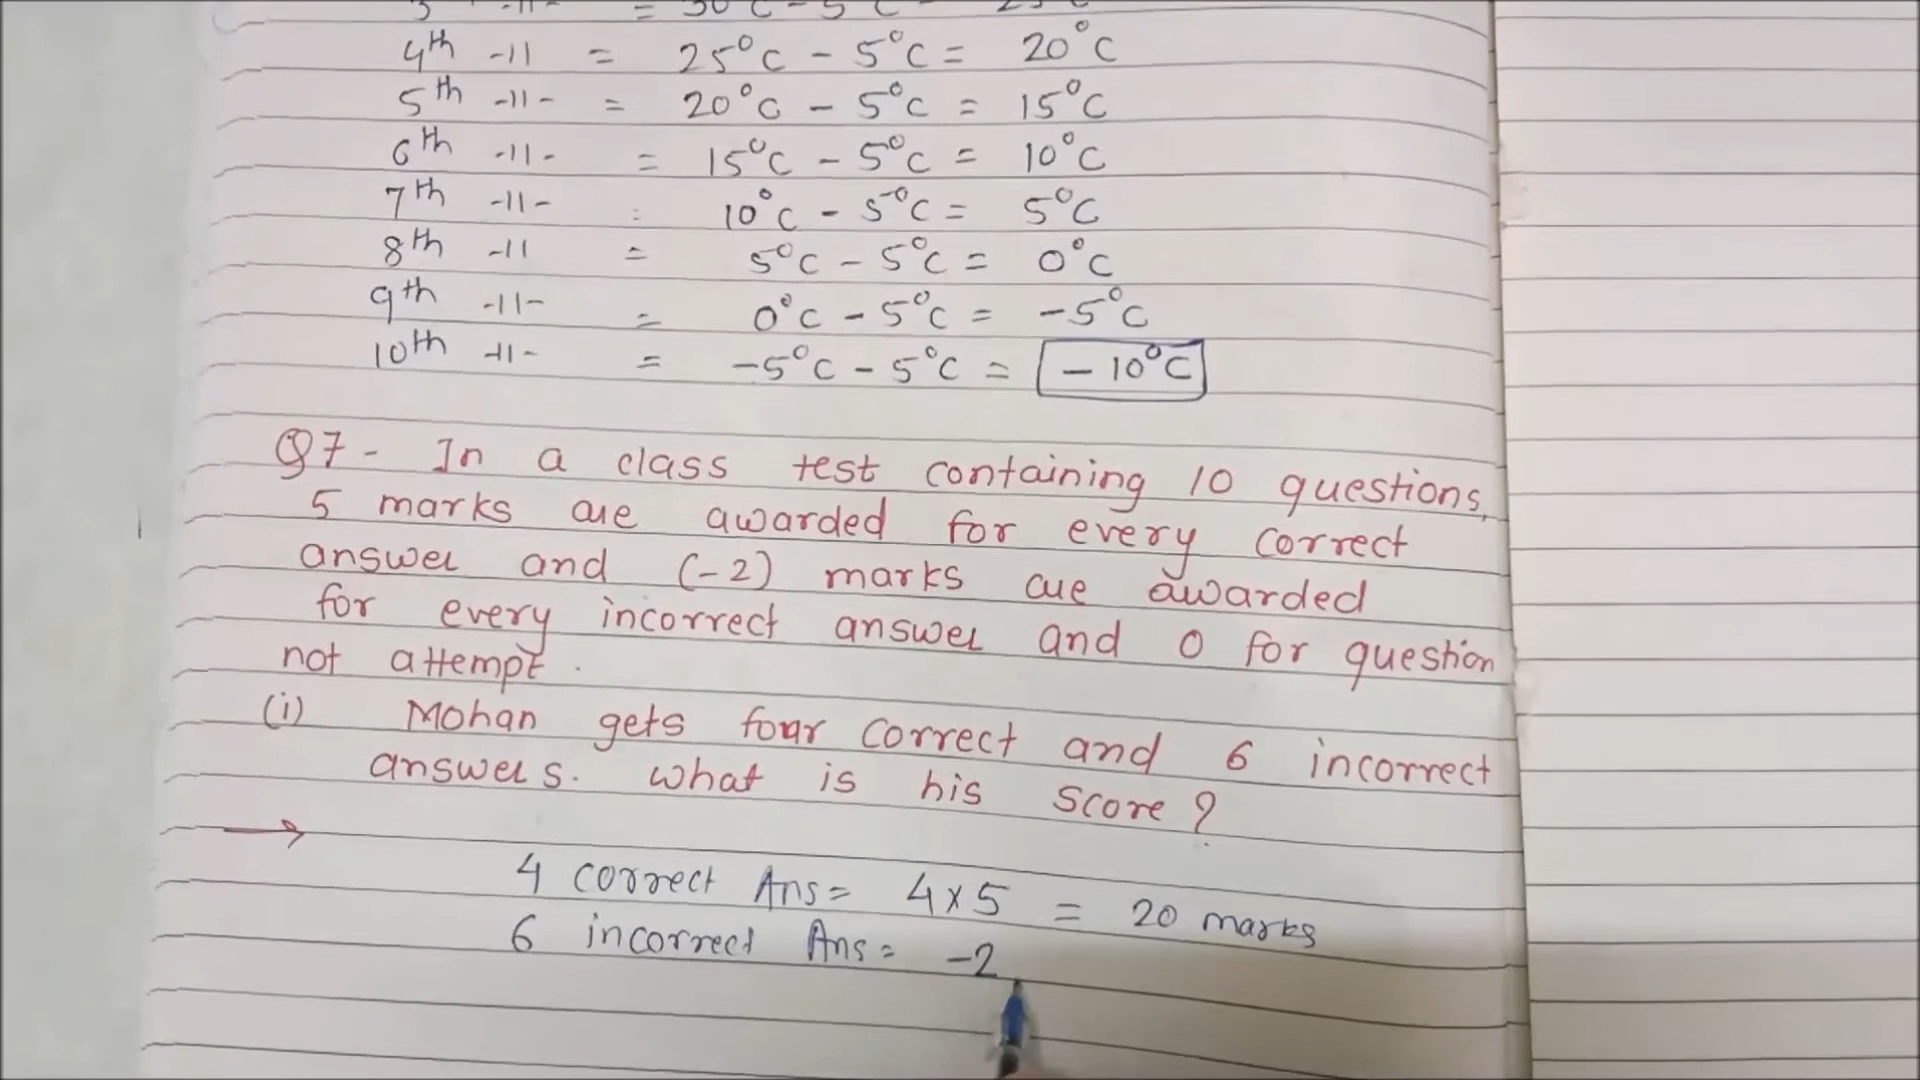 4th -11 = 25°C - 5°C = 20°C
5th -11- = 20°C - 5°C = 15°C
6th -11- = 15°C - 5°C = 10°C
7th -11- = 10°C - 5°C = 5°C
8th -11 = 5°C - 5°C = 0°C
9th -11- = 0°C - 5°C = -5°C
10th -11- = -5°C - 5°C = -10°C
Q7- In a class test containing 10 questions,
5 marks are awarded for every correct
answer and (-2) marks are awarded
for every incorrect answer and 0 for question
not attempt.
(i) Mohan gets four correct and 6 incorrect
answers. what is his score?
→
4 correct Ans= 4x5 = 20 marks
6 incorrect Ans= -2